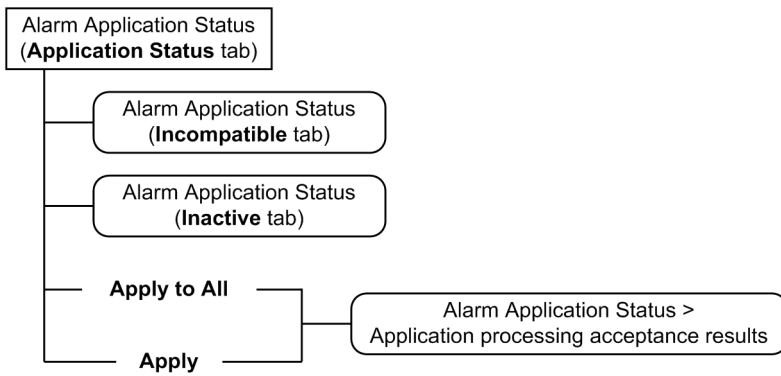 Alarm Application Status
(Application Status tab)
Alarm Application Status
(Incompatible tab)
Alarm Application Status
(Inactive tab)
Apply to All
Alarm Application Status >
Application processing acceptance results
Apply